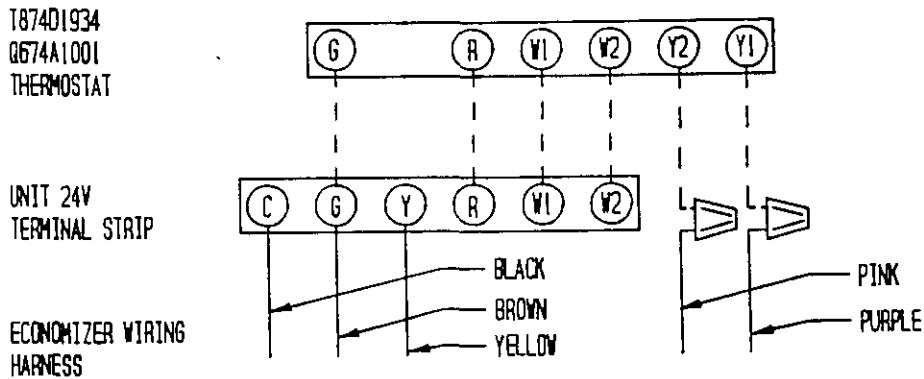 T874D1934
Q674A1001
THERMOSTAT
G R W1 W2 Y2 Y1
UNIT 24V
TERMINAL STRIP
C G Y R W1 W2
BLACK
BROWN
YELLOW
PINK
PURPLE
ECONOMIZER WIRING
HARNESS